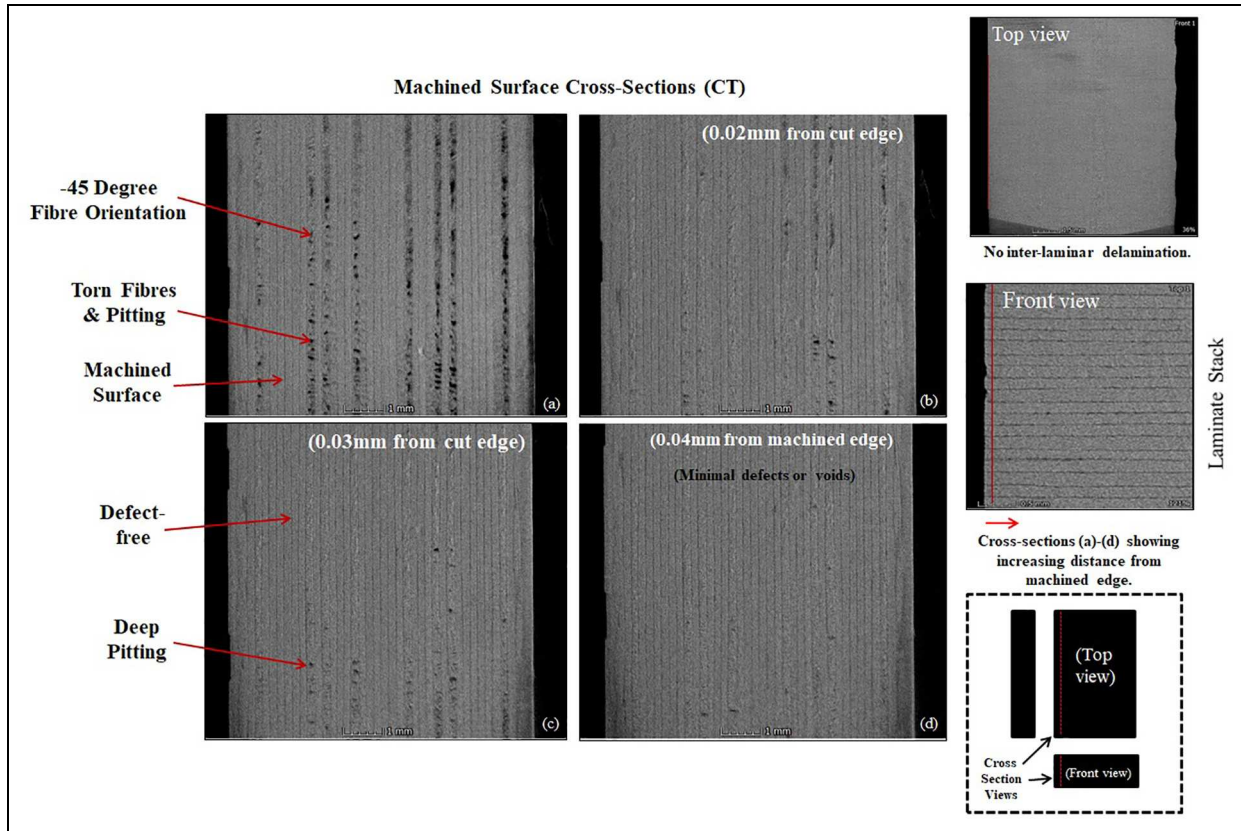 Machined Surface Cross-Sections (CT)
-45 Degree
Fibre Orientation
Torn Fibres
& Pitting
Machined
Surface
1 mm
(a)
(0.02mm from cut edge)
1 mm
(b)
Defect-
free
Deep
Pitting
(0.03mm from cut edge)
1 mm
(c)
(0.04mm from machined edge)
(Minimal defects or voids)
1 mm
(d)
Top view
Front 1
36%
No inter-laminar delamination.
Front view
Laminate Stack
Cross-sections (a)-(d) showing
increasing distance from
machined edge.
(Top
view)
Cross
Section
Views
(Front view)